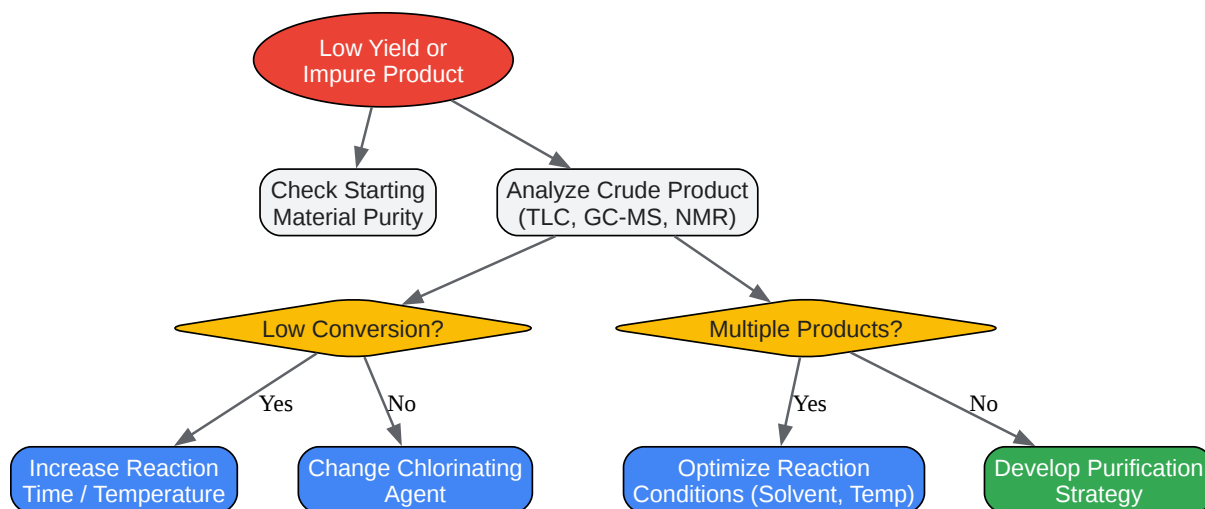 Low Yield or
Impure Product
Check Starting
Material Purity
Analyze Crude Product
(TLC, GC-MS, NMR)
Low Conversion?
Multiple Products?
Yes
No
Yes
No
Increase Reaction
Time / Temperature
Change Chlorinating
Agent
Optimize Reaction
Conditions (Solvent, Temp)
Develop Purification
Strategy